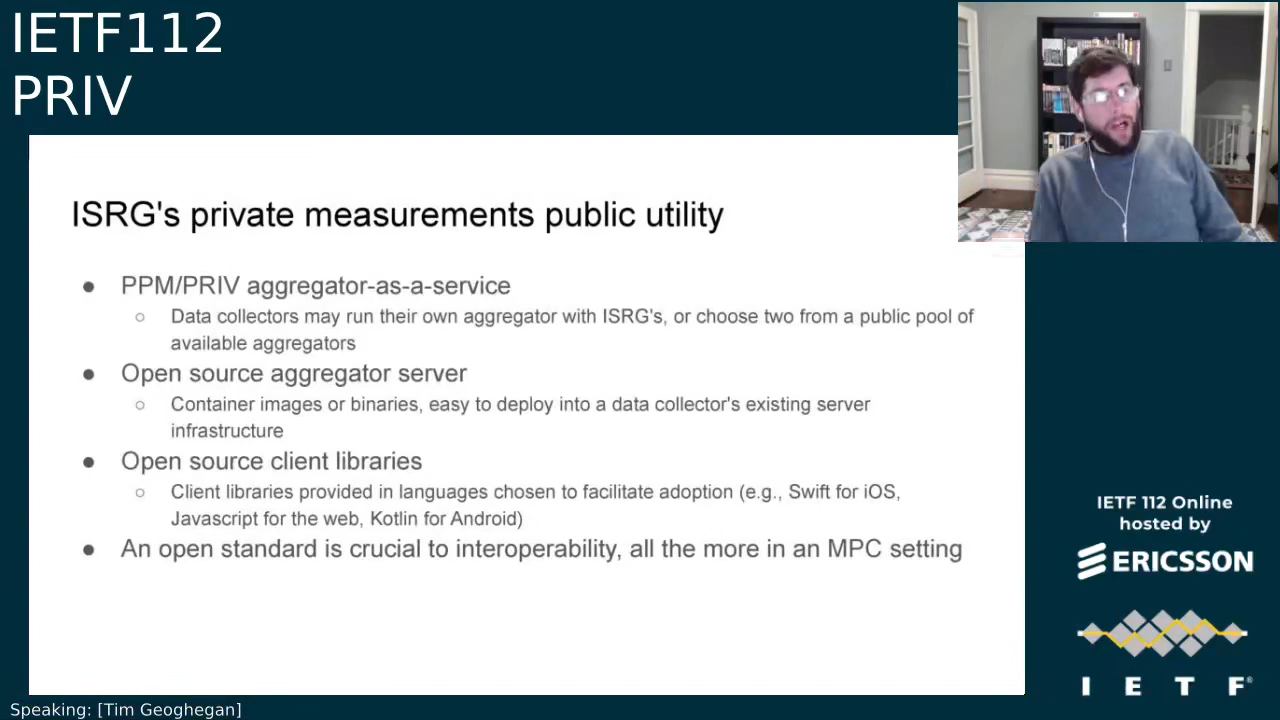 IETF112
PRIV
ISRG's private measurements public utility
● PPM/PRIV aggregator-as-a-service
○ Data collectors may run their own aggregator with ISRG's, or choose two from a public pool of
available aggregators
● Open source aggregator server
○ Container images or binaries, easy to deploy into a data collector's existing server
infrastructure
● Open source client libraries
○ Client libraries provided in languages chosen to facilitate adoption (e.g., Swift for iOS,
Javascript for the web, Kotlin for Android)
● An open standard is crucial to interoperability, all the more in an MPC setting
IETF 112 Online
hosted by
ERICSSON
I E T F®
Speaking: [Tim Geoghegan]